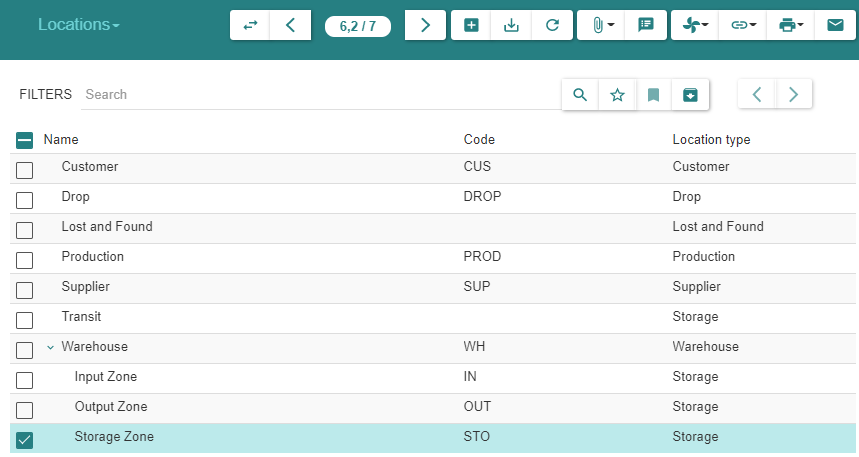 Locations
6,2 / 7
FILTERS Search
Name Code Location type
Customer CUS Customer
Drop DROP Drop
Lost and Found Lost and Found
Production PROD Production
Supplier SUP Supplier
Transit Storage
Warehouse WH Warehouse
Input Zone IN Storage
Output Zone OUT Storage
Storage Zone STO Storage